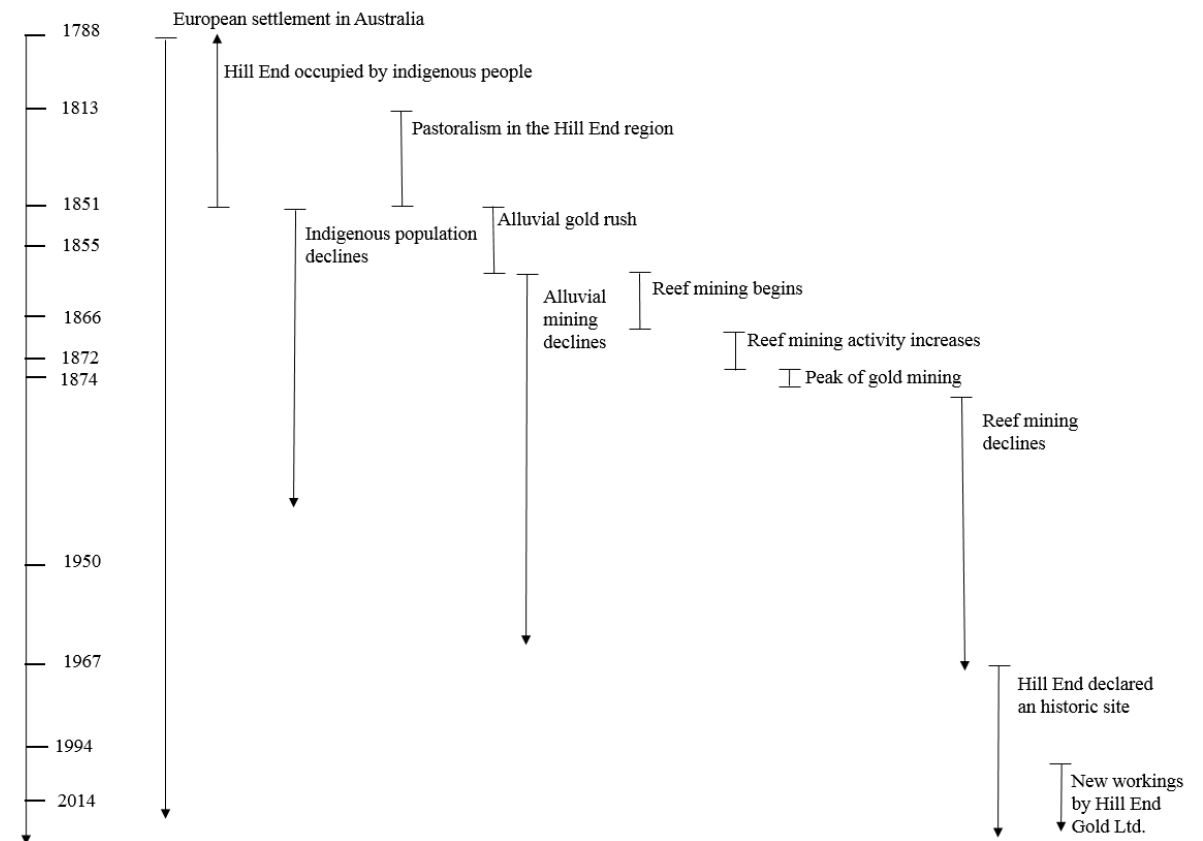 European settlement in Australia
1788
Hill End occupied by indigenous people
1813
Pastoralism in the Hill End region
1851
Alluvial gold rush
Indigenous population
declines
1855
Reef mining begins
Alluvial
mining
declines
1866
Reef mining activity increases
1872
Peak of gold mining
1874
Reef mining
declines
1950
1967
Hill End declared
an historic site
1994
New workings
by Hill End
Gold Ltd.
2014